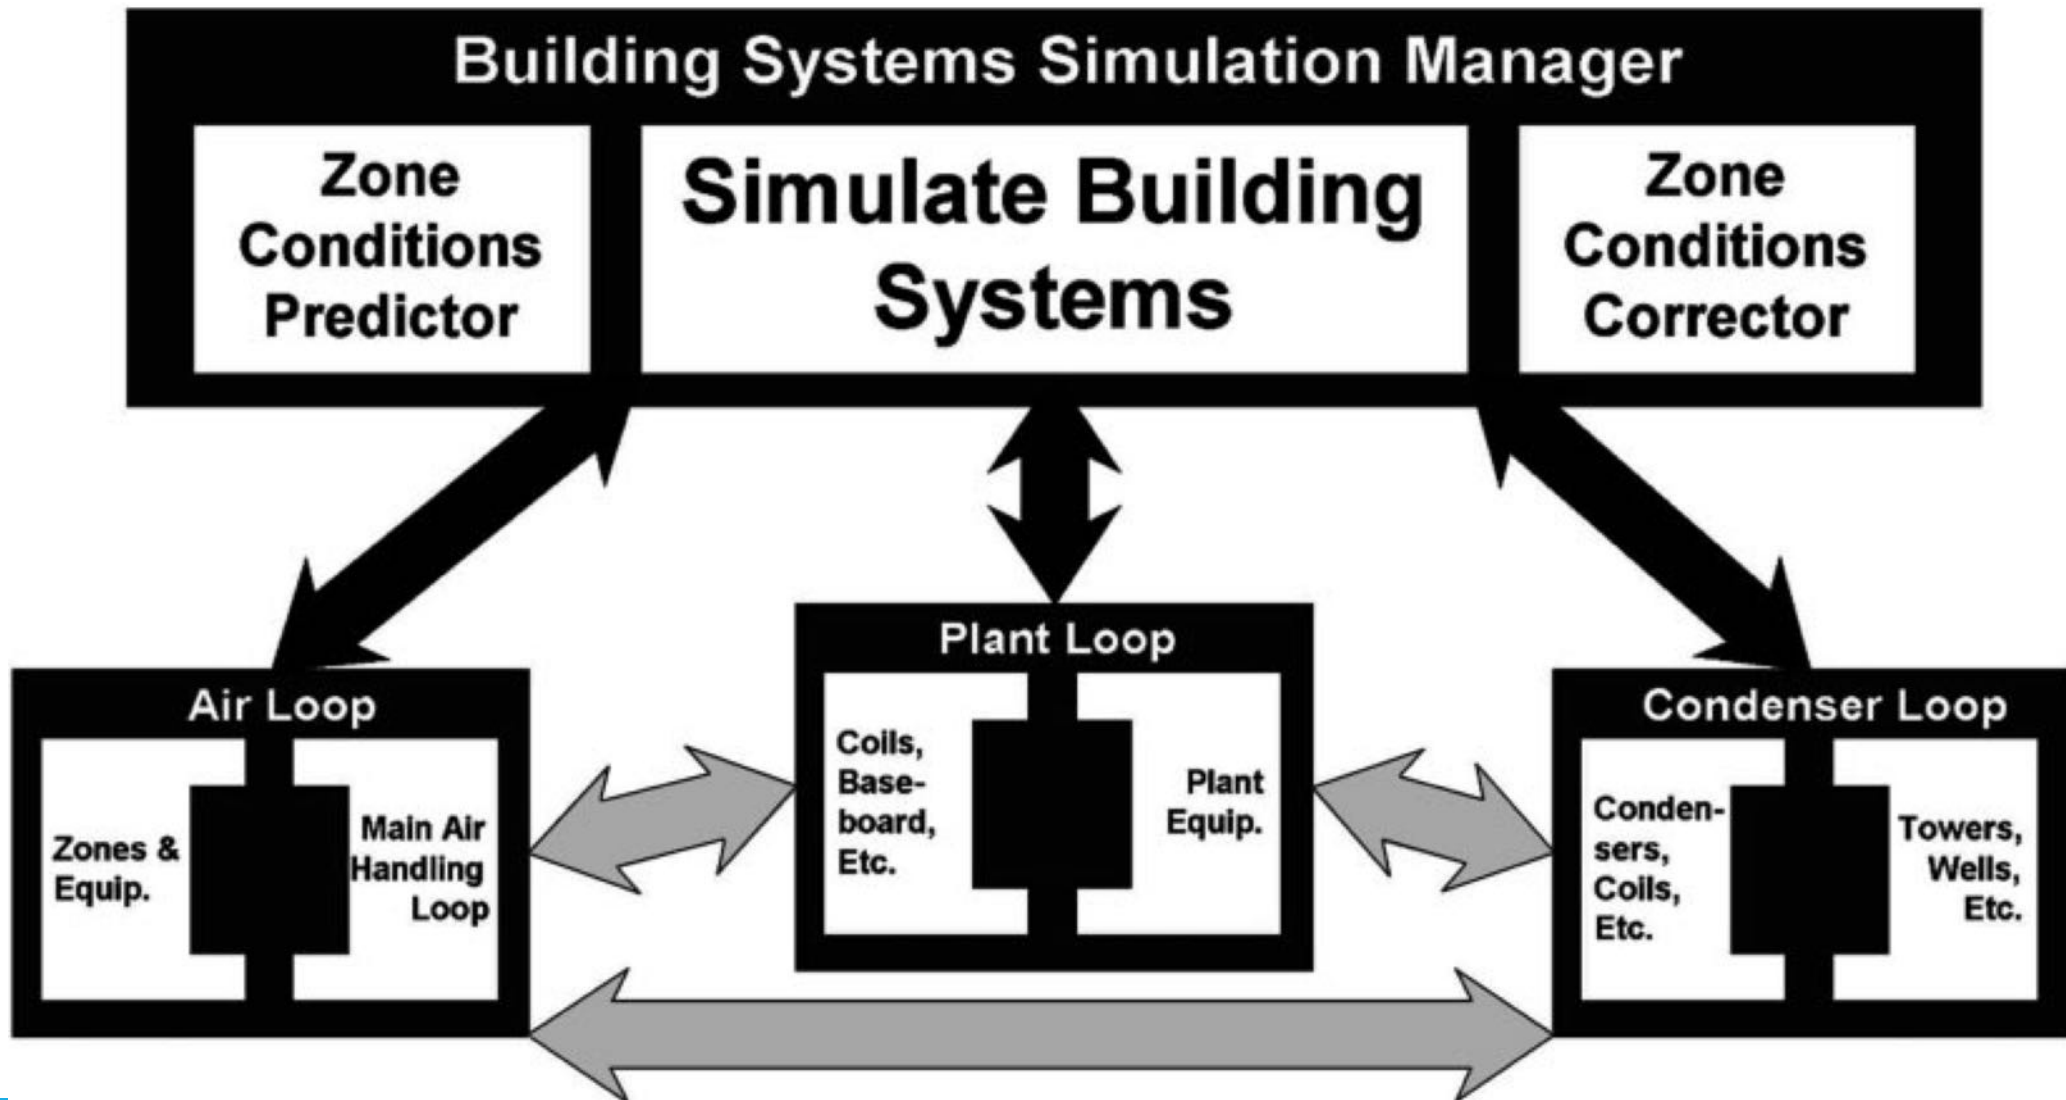 Building Systems Simulation Manager
Zone
Conditions
Predictor
Simulate Building
Systems
Zone
Conditions
Corrector
Air Loop
Zones &
Equip.
Main Air
Handling
Loop
Plant Loop
Coils,
Base-
board,
Etc.
Plant
Equip.
Condenser Loop
Conden-
sers,
Coils,
Etc.
Towers,
Wells,
Etc.